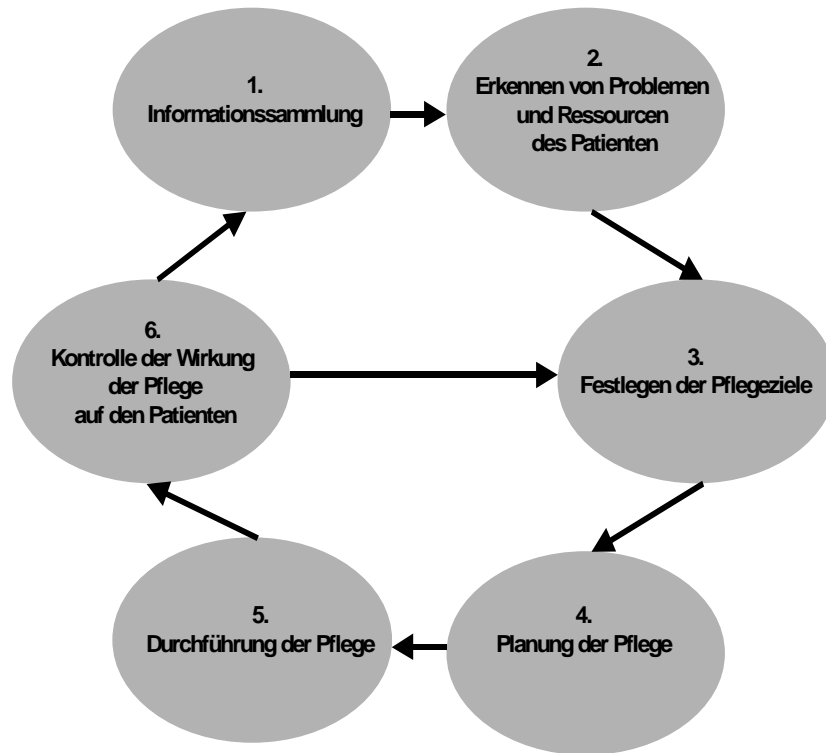 1.
Informationssammlung
2.
Erkennen von Problemen
und Ressourcen
des Patienten
3.
Festlegen der Pflegeziele
4.
Planung der Pflege
5.
Durchführung der Pflege
6.
Kontrolle der Wirkung
der Pflege
auf den Patienten